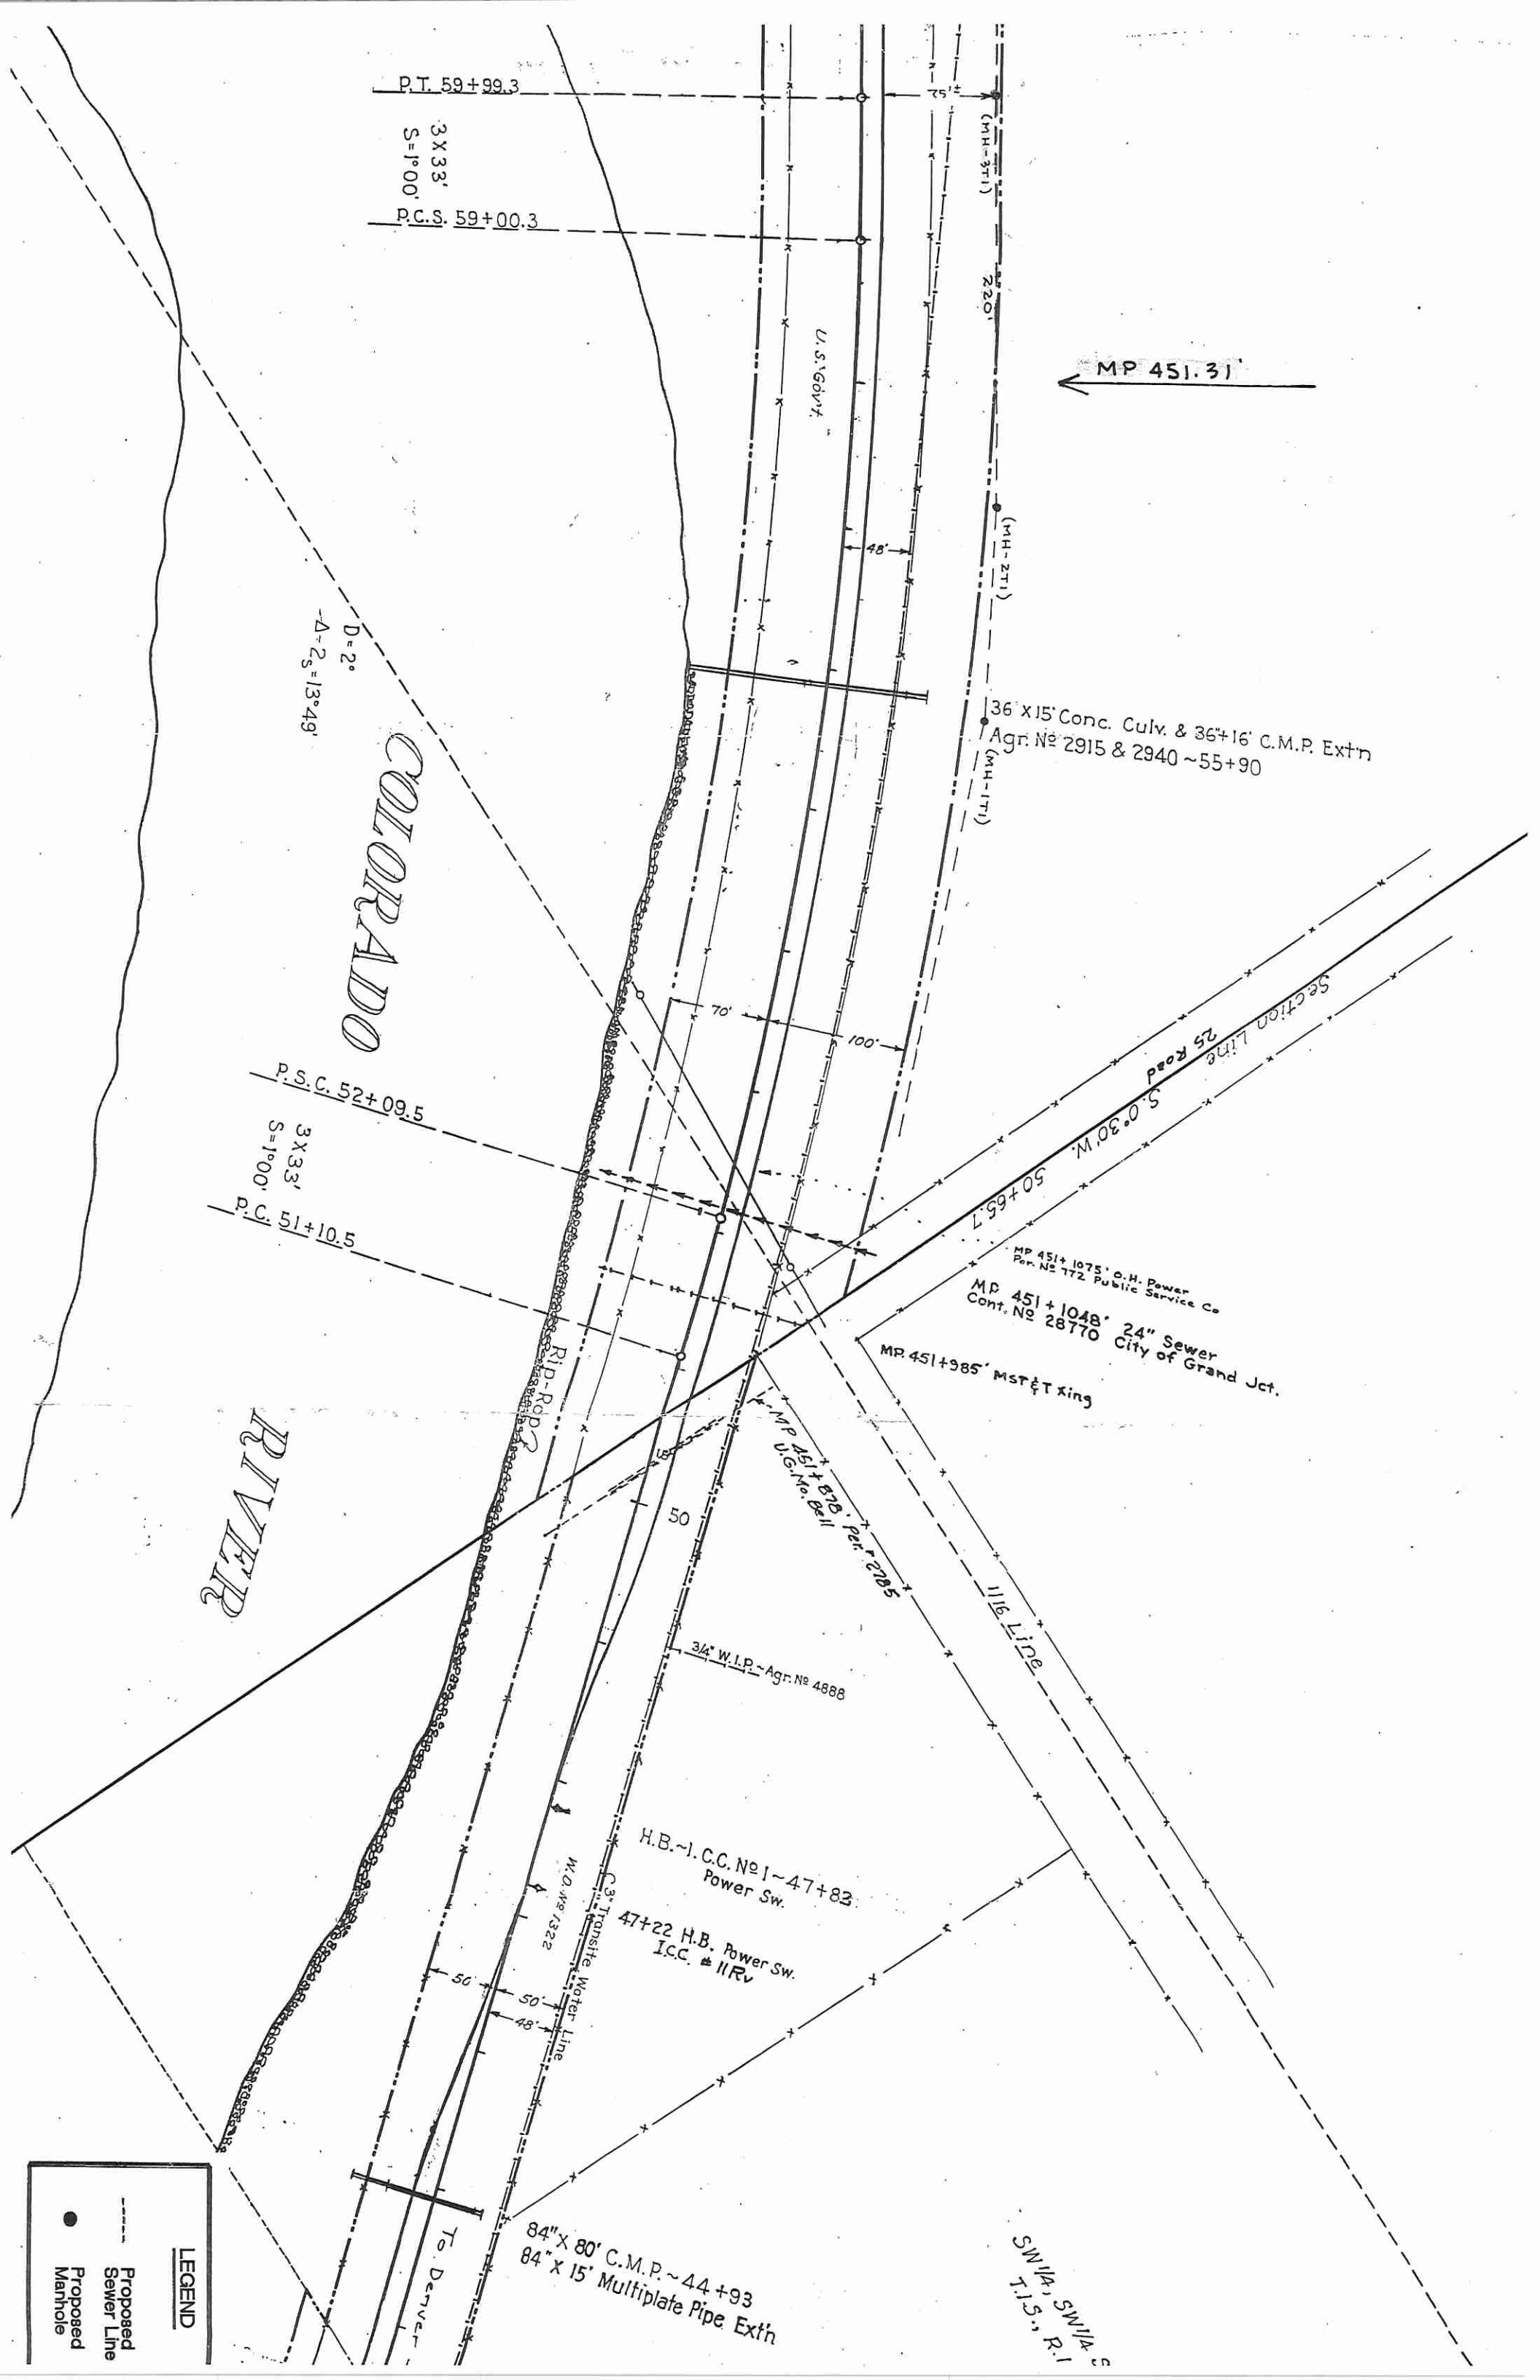 P.T. 59+99.3
3 X 33'
S=1°00'
P.C.S. 59+00.3
75'±
(MH-3T1)
220'
U.S. Gov't.
MP 451.31'
48'
(MH-2T1)
D=2°
Δ-2s=13°49'
36"X15' Conc. Culv. & 36"+16' C.M.P. Ext'n
Agr. Nº 2915 & 2940 ~55+90
(MH-1T1)
COLORADO
RIVER
70'
100'
Section Line
25 Road
S. 0°30' W.
50+65.7
P.S.C. 52+09.5
3 X 33'
S=1°00'
P.C. 51+10.5
MP 451+1075' O.H. Power
Per. Nº 772 Public Service Co
MP 451+1048' 24" Sewer
Cont. Nº 28770 City of Grand Jct.
MP. 451+985' MST&T Xing
Rip-Rap
MP 451+878' Per. # 2785
U.G. Mo. Bell
50
1/16 Line
3/4" W.I.P. ~ Agr. Nº 4888
H.B.~I.C.C. Nº 1~47+83
Power Sw.
47+22 H.B. Power Sw.
I.C.C. # 11Rv
W.O. Nº 1322
3" Transite Water Line
50'
50'
48'
84" X 80' C.M.P. ~ 44+93
84" X 15' Multiplate Pipe Ext'n
To Denver
SW1/4, SW1/4 S
T.1S., R.1
LEGEND
Proposed
Sewer Line
Proposed
Manhole